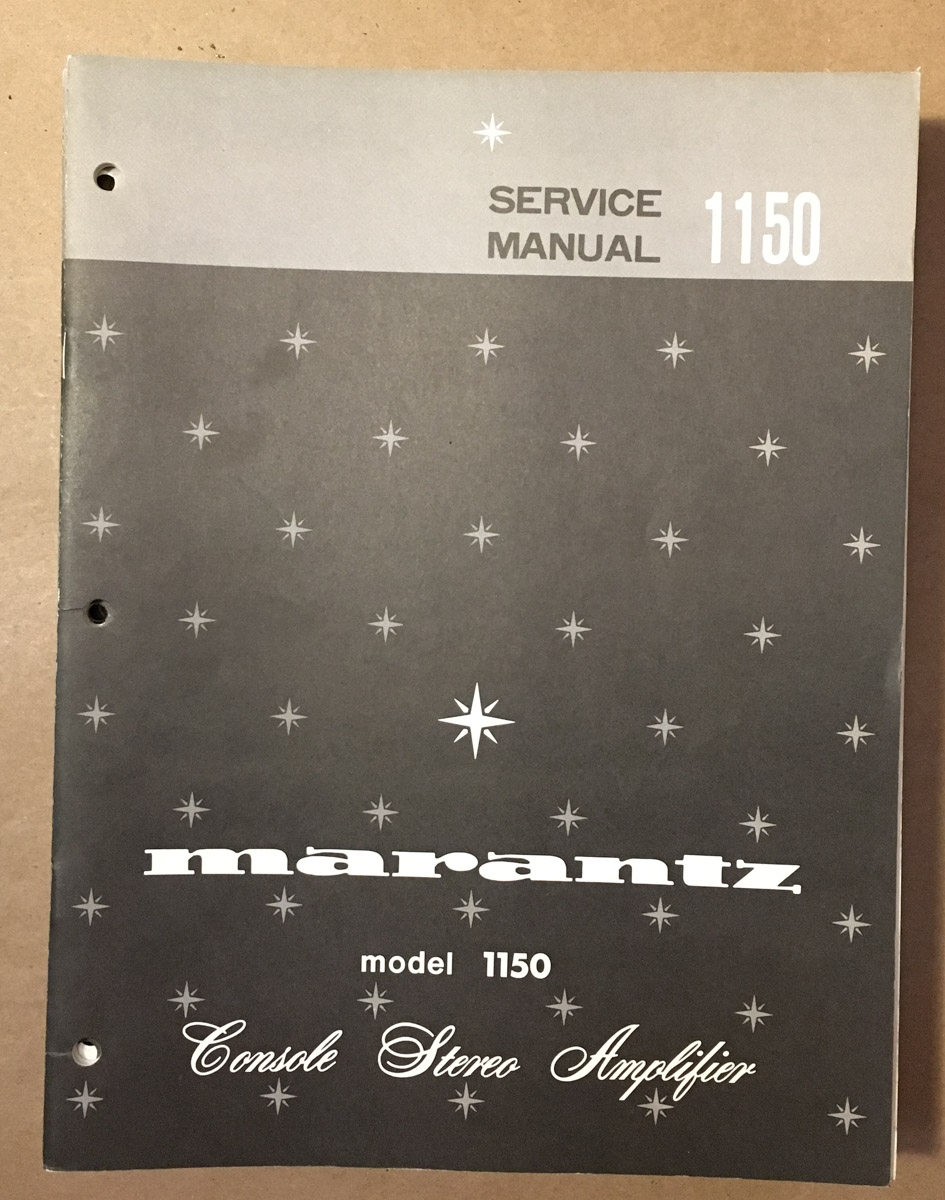 SERVICE
MANUAL 1150
marantz
model 1150
Console Stereo Amplifier